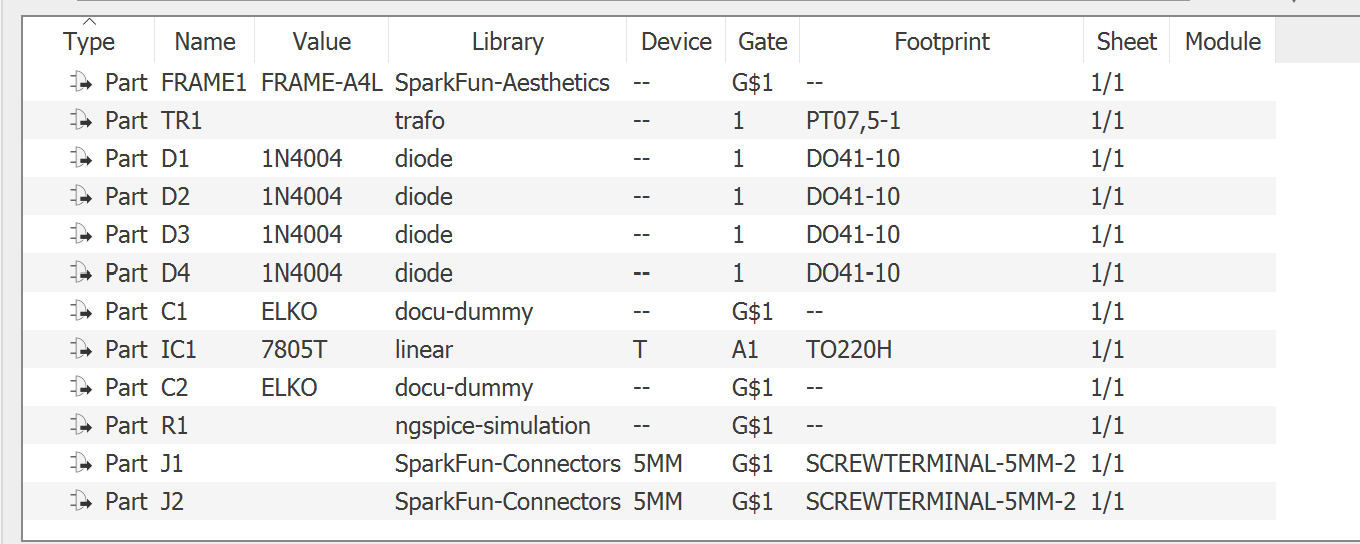 Type Name Value Library Device Gate Footprint Sheet Module
Part FRAME1 FRAME-A4L SparkFun-Aesthetics -- G$1 -- 1/1
Part TR1 trafo -- 1 PT07,5-1 1/1
Part D1 1N4004 diode -- 1 DO41-10 1/1
Part D2 1N4004 diode -- 1 DO41-10 1/1
Part D3 1N4004 diode -- 1 DO41-10 1/1
Part D4 1N4004 diode -- 1 DO41-10 1/1
Part C1 ELKO docu-dummy -- G$1 -- 1/1
Part IC1 7805T linear T A1 TO220H 1/1
Part C2 ELKO docu-dummy -- G$1 -- 1/1
Part R1 ngspice-simulation -- G$1 -- 1/1
Part J1 SparkFun-Connectors 5MM G$1 SCREWTERMINAL-5MM-2 1/1
Part J2 SparkFun-Connectors 5MM G$1 SCREWTERMINAL-5MM-2 1/1